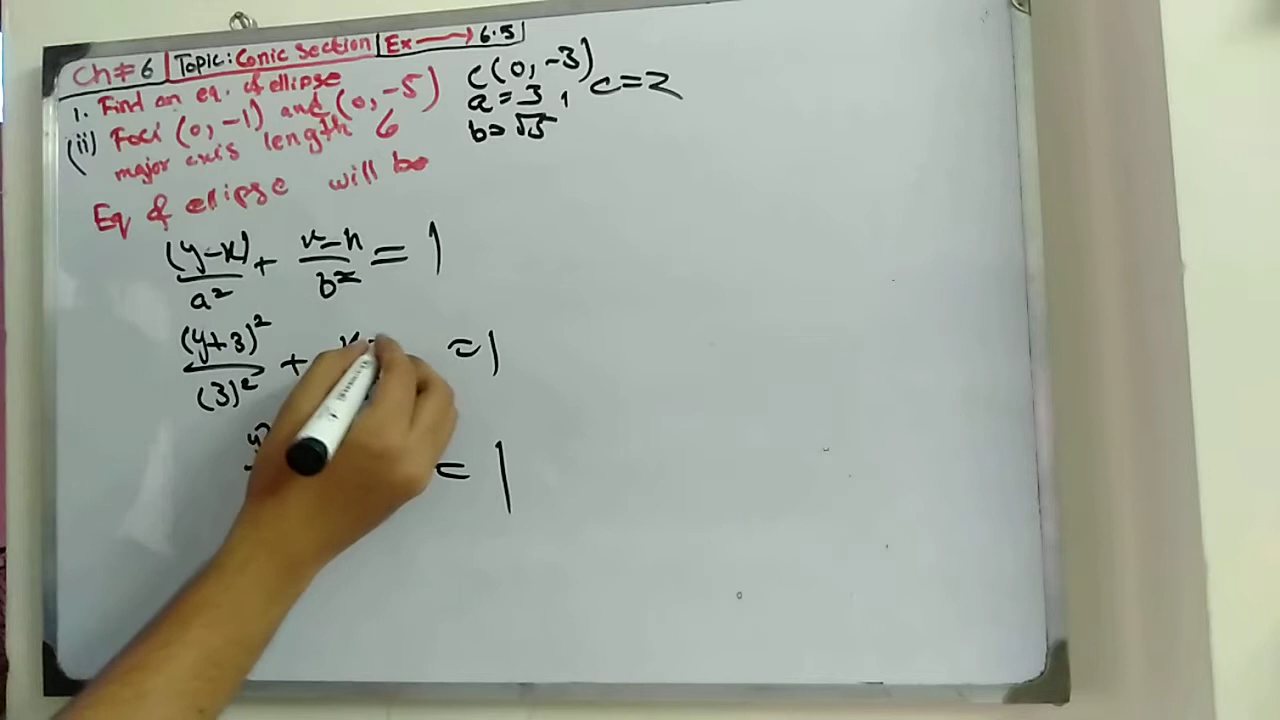 Ch # 6 Topic: Conic Section Ex → 6.5
1. Find an eq. of ellipse
(ii) Foci (0, -1) and (0, -5)
major axis length 6
C(0, -3)
a = 3, c = 2
b = √5
Eq of ellipse will be
(y-k)/a² + x-h/b² = 1
(y+3)²/(3)² + = 1
= 1